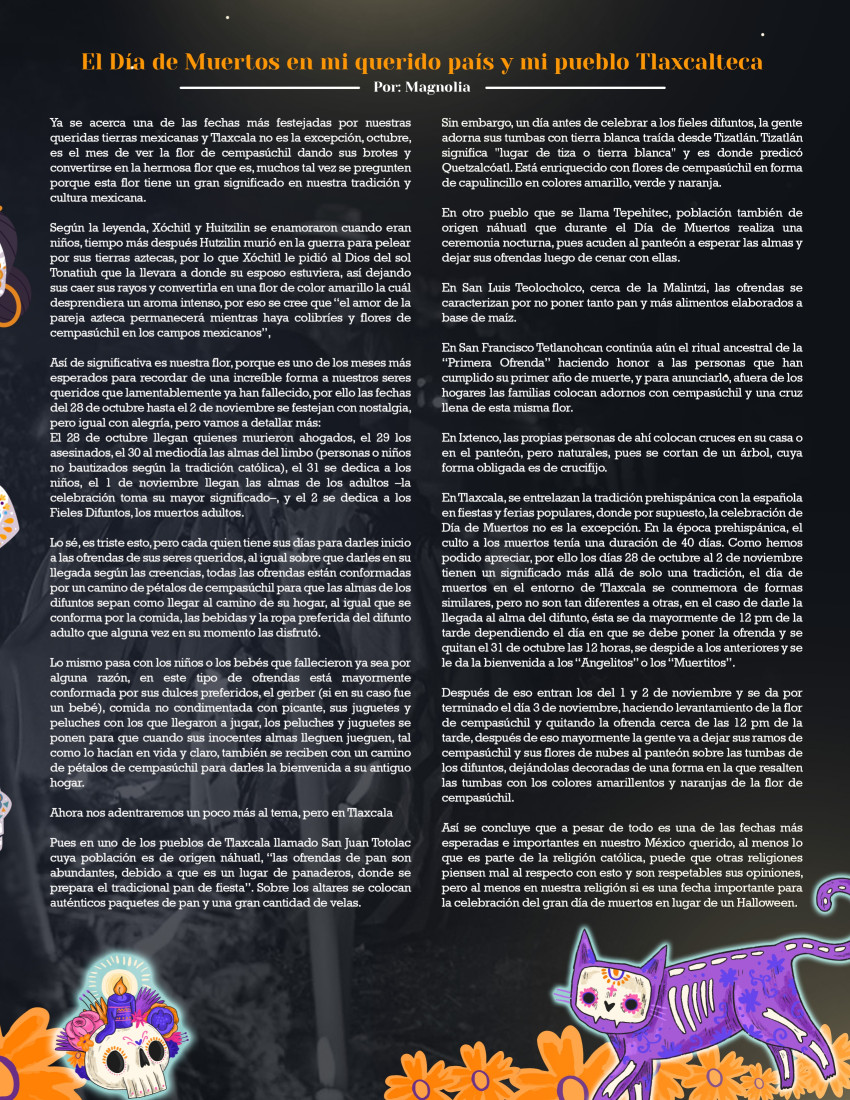 El Día de Muertos en mi querido país y mi pueblo Tlaxcalteca
Por: Magnolia
Ya se acerca una de las fechas más festejadas por nuestras
queridas tierras mexicanas y Tlaxcala no es la excepción, octubre,
es el mes de ver la flor de cempasúchil dando sus brotes y
convertirse en la hermosa flor que es, muchos tal vez se pregunten
porque esta flor tiene un gran significado en nuestra tradición y
cultura mexicana.
Según la leyenda, Xóchitl y Huitzilin se enamoraron cuando eran
niños, tiempo más después Hutzilin murió en la guerra para pelear
por sus tierras aztecas, por lo que Xóchitl le pidió al Dios del sol
Tonatiuh que la llevara a donde su esposo estuviera, así dejando
sus caer sus rayos y convertirla en una flor de color amarillo la cuál
desprendiera un aroma intenso, por eso se cree que “el amor de la
pareja azteca permanecerá mientras haya colibríes y flores de
cempasúchil en los campos mexicanos”,
Así de significativa es nuestra flor, porque es uno de los meses más
esperados para recordar de una increíble forma a nuestros seres
queridos que lamentablemente ya han fallecido, por ello las fechas
del 28 de octubre hasta el 2 de noviembre se festejan con nostalgia,
pero igual con alegría, pero vamos a detallar más:
El 28 de octubre llegan quienes murieron ahogados, el 29 los
asesinados, el 30 al mediodía las almas del limbo (personas o niños
no bautizados según la tradición católica), el 31 se dedica a los
niños, el 1 de noviembre llegan las almas de los adultos –la
celebración toma su mayor significado–, y el 2 se dedica a los
Fieles Difuntos, los muertos adultos.
Lo sé, es triste esto, pero cada quien tiene sus días para darles inicio
a las ofrendas de sus seres queridos, al igual sobre que darles en su
llegada según las creencias, todas las ofrendas están conformadas
por un camino de pétalos de cempasúchil para que las almas de los
difuntos sepan como llegar al camino de su hogar, al igual que se
conforma por la comida, las bebidas y la ropa preferida del difunto
adulto que alguna vez en su momento las disfrutó.
Lo mismo pasa con los niños o los bebés que fallecieron ya sea por
alguna razón, en este tipo de ofrendas está mayormente
conformada por sus dulces preferidos, el gerber (si en su caso fue
un bebé), comida no condimentada con picante, sus juguetes y
peluches con los que llegaron a jugar, los peluches y juguetes se
ponen para que cuando sus inocentes almas lleguen jueguen, tal
como lo hacían en vida y claro, también se reciben con un camino
de pétalos de cempasúchil para darles la bienvenida a su antiguo
hogar.
Ahora nos adentraremos un poco más al tema, pero en Tlaxcala
Pues en uno de los pueblos de Tlaxcala llamado San Juan Totolac
cuya población es de origen náhuatl, “las ofrendas de pan son
abundantes, debido a que es un lugar de panaderos, donde se
prepara el tradicional pan de fiesta”. Sobre los altares se colocan
auténticos paquetes de pan y una gran cantidad de velas.
Sin embargo, un día antes de celebrar a los fieles difuntos, la gente
adorna sus tumbas con tierra blanca traída desde Tizatlán. Tizatlán
significa "lugar de tiza o tierra blanca" y es donde predicó
Quetzalcóatl. Está enriquecido con flores de cempasúchil en forma
de capulincillo en colores amarillo, verde y naranja.
En otro pueblo que se llama Tepehitec, población también de
origen náhuatl que durante el Día de Muertos realiza una
ceremonia nocturna, pues acuden al panteón a esperar las almas y
dejar sus ofrendas luego de cenar con ellas.
En San Luis Teolocholco, cerca de la Malintzi, las ofrendas se
caracterizan por no poner tanto pan y más alimentos elaborados a
base de maíz.
En San Francisco Tetlanohcan continúa aún el ritual ancestral de la
“Primera Ofrenda” haciendo honor a las personas que han
cumplido su primer año de muerte, y para anunciarlo, afuera de los
hogares las familias colocan adornos con cempasúchil y una cruz
llena de esta misma flor.
En Ixtenco, las propias personas de ahí colocan cruces en su casa o
en el panteón, pero naturales, pues se cortan de un árbol, cuya
forma obligada es de crucifijo.
En Tlaxcala, se entrelazan la tradición prehispánica con la española
en fiestas y ferias populares, donde por supuesto, la celebración de
Día de Muertos no es la excepción. En la época prehispánica, el
culto a los muertos tenía una duración de 40 días. Como hemos
podido apreciar, por ello los días 28 de octubre al 2 de noviembre
tienen un significado más allá de solo una tradición, el día de
muertos en el entorno de Tlaxcala se conmemora de formas
similares, pero no son tan diferentes a otras, en el caso de darle la
llegada al alma del difunto, ésta se da mayormente de 12 pm de la
tarde dependiendo el día en que se debe poner la ofrenda y se
quitan el 31 de octubre las 12 horas, se despide a los anteriores y se
le da la bienvenida a los “Angelitos” o los “Muertitos”.
Después de eso entran los del 1 y 2 de noviembre y se da por
terminado el día 3 de noviembre, haciendo levantamiento de la flor
de cempasúchil y quitando la ofrenda cerca de las 12 pm de la
tarde, después de eso mayormente la gente va a dejar sus ramos de
cempasúchil y sus flores de nubes al panteón sobre las tumbas de
los difuntos, dejándolas decoradas de una forma en la que resalten
las tumbas con los colores amarillentos y naranjas de la flor de
cempasúchil.
Así se concluye que a pesar de todo es una de las fechas más
esperadas e importantes en nuestro México querido, al menos lo
que es parte de la religión católica, puede que otras religiones
piensen mal al respecto con esto y son respetables sus opiniones,
pero al menos en nuestra religión si es una fecha importante para
la celebración del gran día de muertos en lugar de un Halloween.